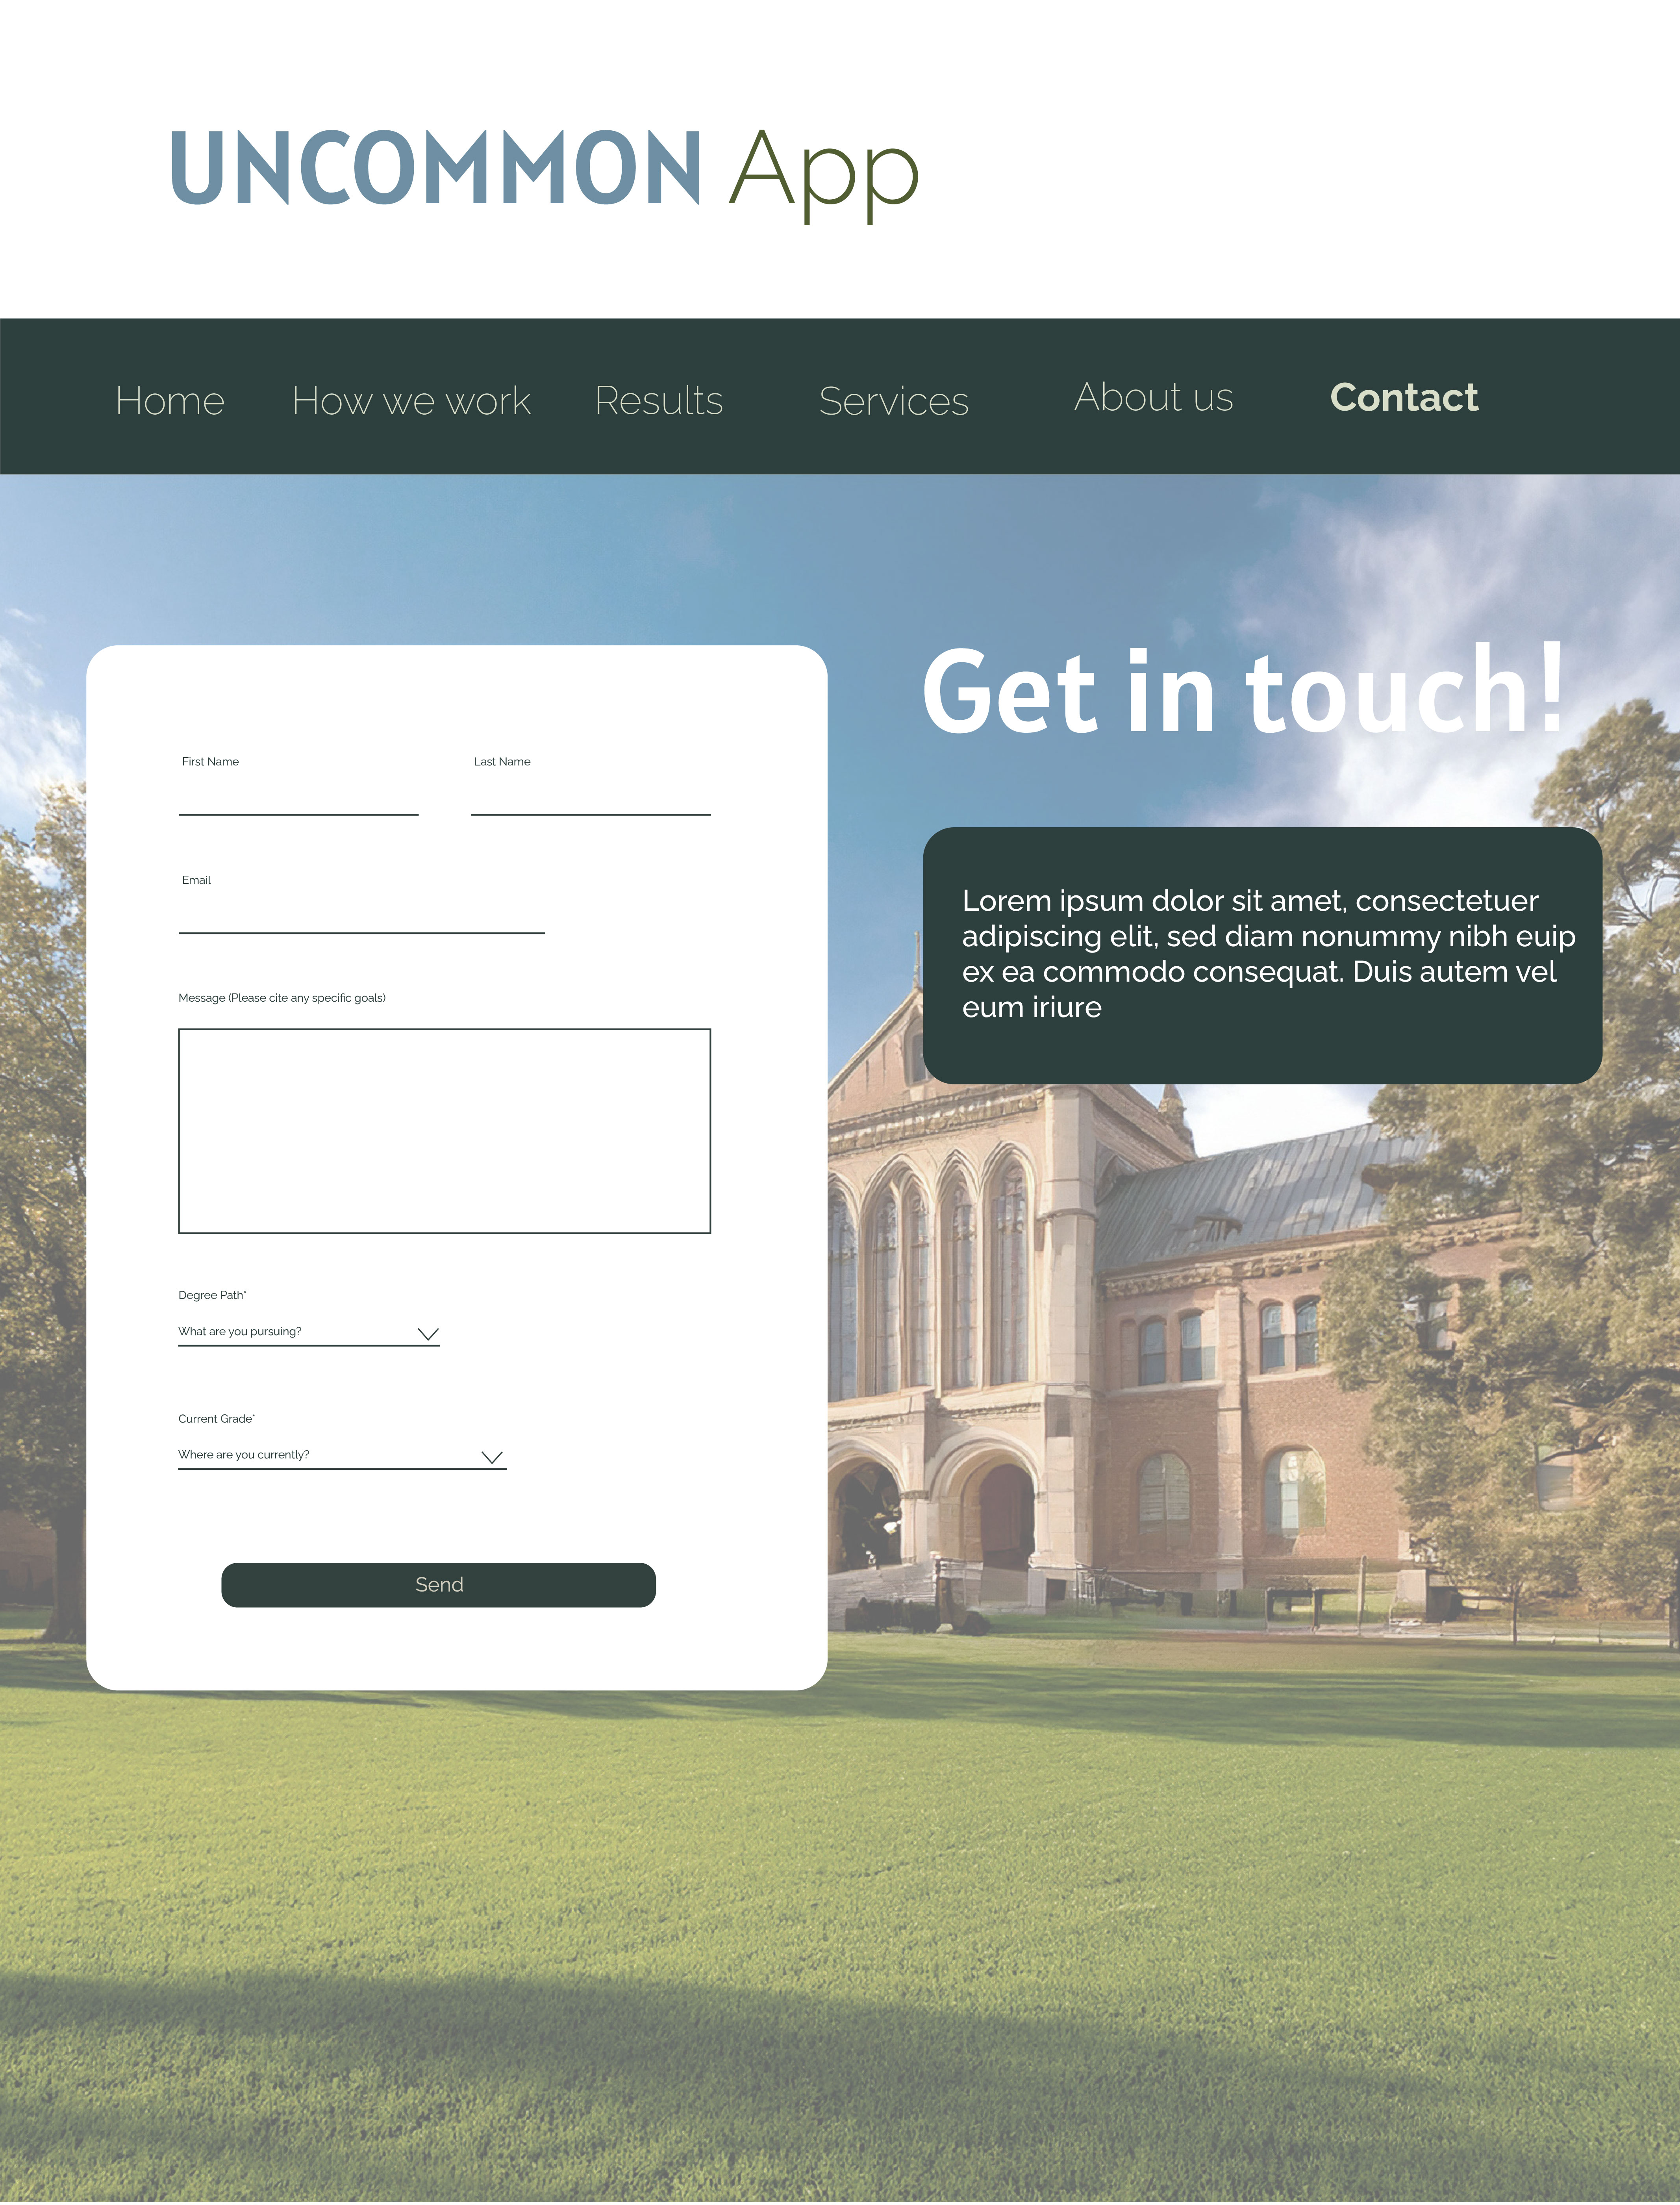 UNCOMMON App
Home How we work Results Services About us Contact
Get in touch!
First Name Last Name
Email
Message (Please cite any specific goals)
Degree Path*
What are you pursuing?
Current Grade*
Where are you currently?
Send
Lorem ipsum dolor sit amet, consectetuer
adipiscing elit, sed diam nonummy nibh euip
ex ea commodo consequat. Duis autem vel
eum iriure